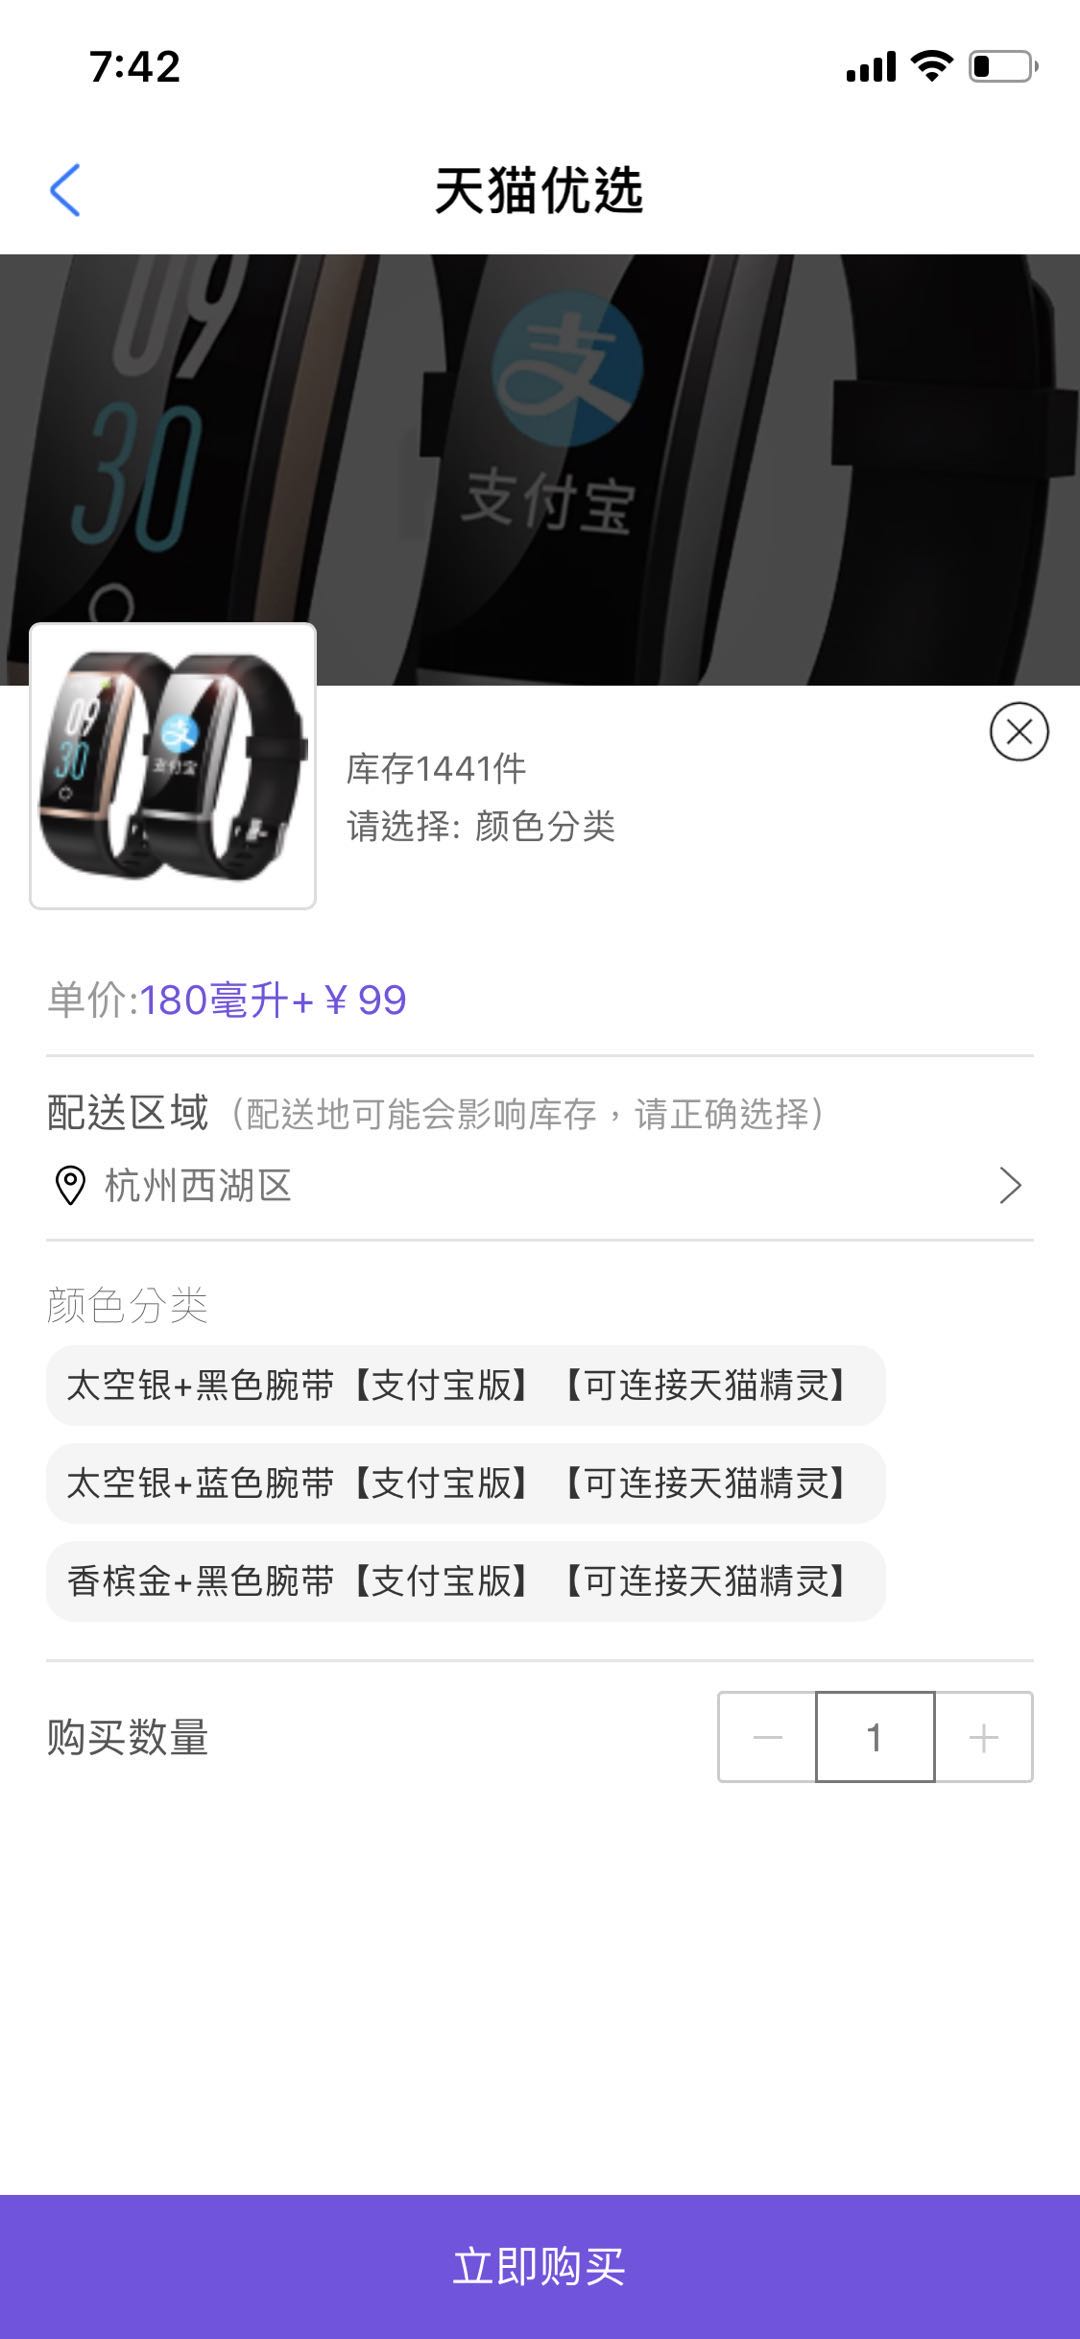 7:42
天猫优选
09
30
支
支付宝
09
30
支
支付宝
库存1441件
请选择: 颜色分类
单价:180毫升+￥99
配送区域（配送地可能会影响库存，请正确选择）
杭州西湖区
颜色分类
太空银+黑色腕带【支付宝版】【可连接天猫精灵】
太空银+蓝色腕带【支付宝版】【可连接天猫精灵】
香槟金+黑色腕带【支付宝版】【可连接天猫精灵】
购买数量
1
立即购买